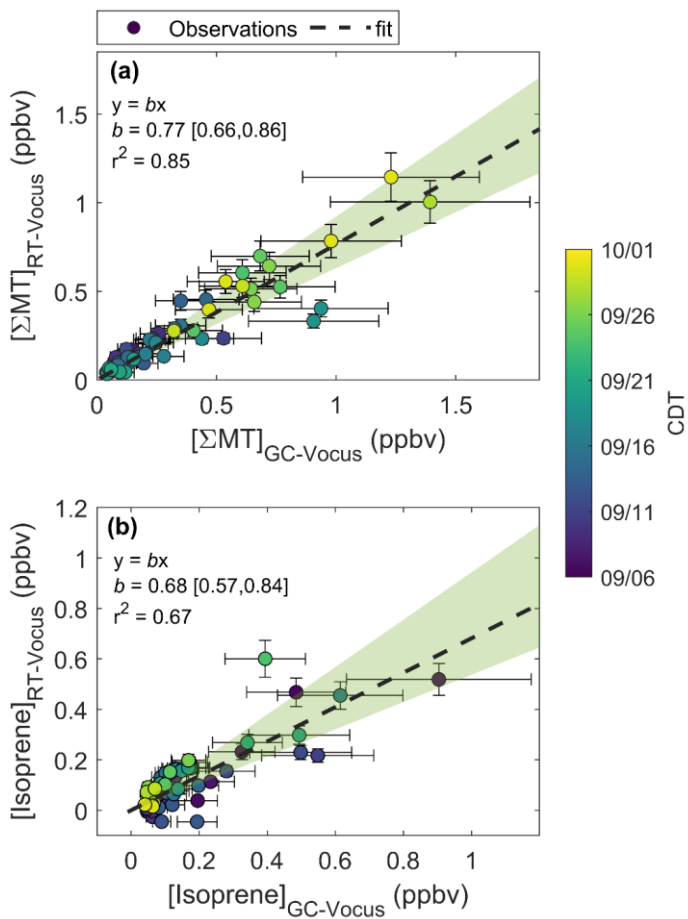 Observations fit
(a)
y = bx
b = 0.77 [0.66,0.86]
r² = 0.85
[ΣMT]RT-Vocus (ppbv)
1.5
1
0.5
0
0 0.5 1 1.5
[ΣMT]GC-Vocus (ppbv)
10/01
09/26
09/21
09/16
09/11
09/06
CDT
(b)
y = bx
b = 0.68 [0.57,0.84]
r² = 0.67
[Isoprene]RT-Vocus (ppbv)
1.2
1
0.8
0.6
0.4
0.2
0
0 0.2 0.4 0.6 0.8 1
[Isoprene]GC-Vocus (ppbv)